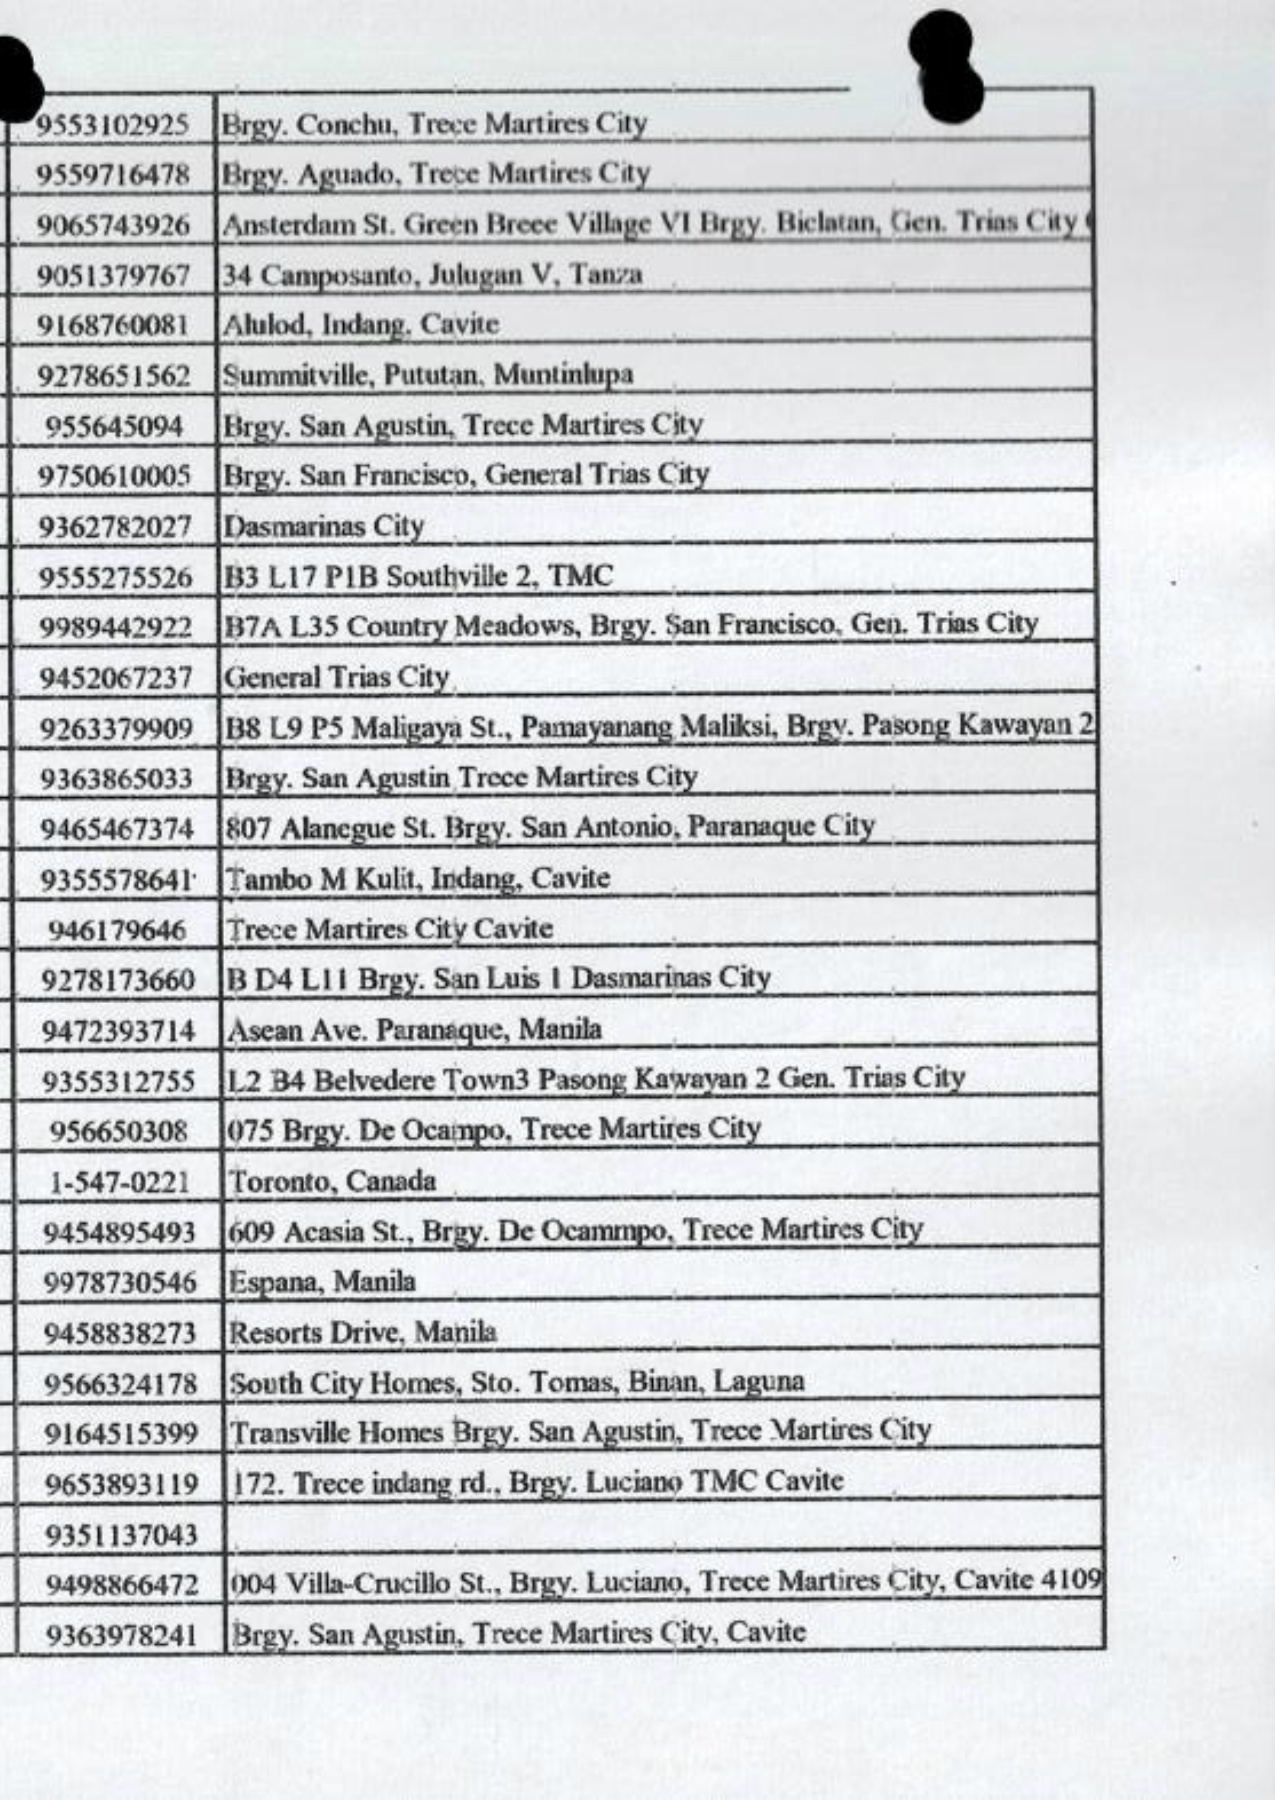 9553102925 Brgy. Conchu, Trece Martires City
9559716478 Brgy. Aguado, Trece Martires City
9065743926 Ansterdam St. Green Breee Village VI Brgy. Biclatan, Gen. Trias City
9051379767 34 Camposanto, Julugan V, Tanza
9168760081 Alulod, Indang, Cavite
9278651562 Summitville, Pututan, Muntinlupa
955645094 Brgy. San Agustin, Trece Martires City
9750610005 Brgy. San Francisco, General Trias City
9362782027 Dasmarinas City
9555275526 B3 L17 P1B Southville 2, TMC
9989442922 B7A L35 Country Meadows, Brgy. San Francisco, Gen. Trias City
9452067237 General Trias City
9263379909 B8 L9 P5 Maligaya St., Pamayanang Maliksi, Brgy. Pasong Kawayan 2
9363865033 Brgy. San Agustin Trece Martires City
9465467374 807 Alanegue St. Brgy. San Antonio, Paranaque City
9355578641 Tambo M Kulit, Indang, Cavite
946179646 Trece Martires City Cavite
9278173660 B D4 L11 Brgy. San Luis 1 Dasmarinas City
9472393714 Asean Ave. Paranaque, Manila
9355312755 L2 B4 Belvedere Town3 Pasong Kawayan 2 Gen. Trias City
956650308 075 Brgy. De Ocampo, Trece Martires City
1-547-0221 Toronto, Canada
9454895493 609 Acasia St., Brgy. De Ocammpo, Trece Martires City
9978730546 Espana, Manila
9458838273 Resorts Drive, Manila
9566324178 South City Homes, Sto. Tomas, Binan, Laguna
9164515399 Transville Homes Brgy. San Agustin, Trece Martires City
9653893119 172. Trece indang rd., Brgy. Luciano TMC Cavite
9351137043
9498866472 004 Villa-Crucillo St., Brgy. Luciano, Trece Martires City, Cavite 4109
9363978241 Brgy. San Agustin, Trece Martires City, Cavite